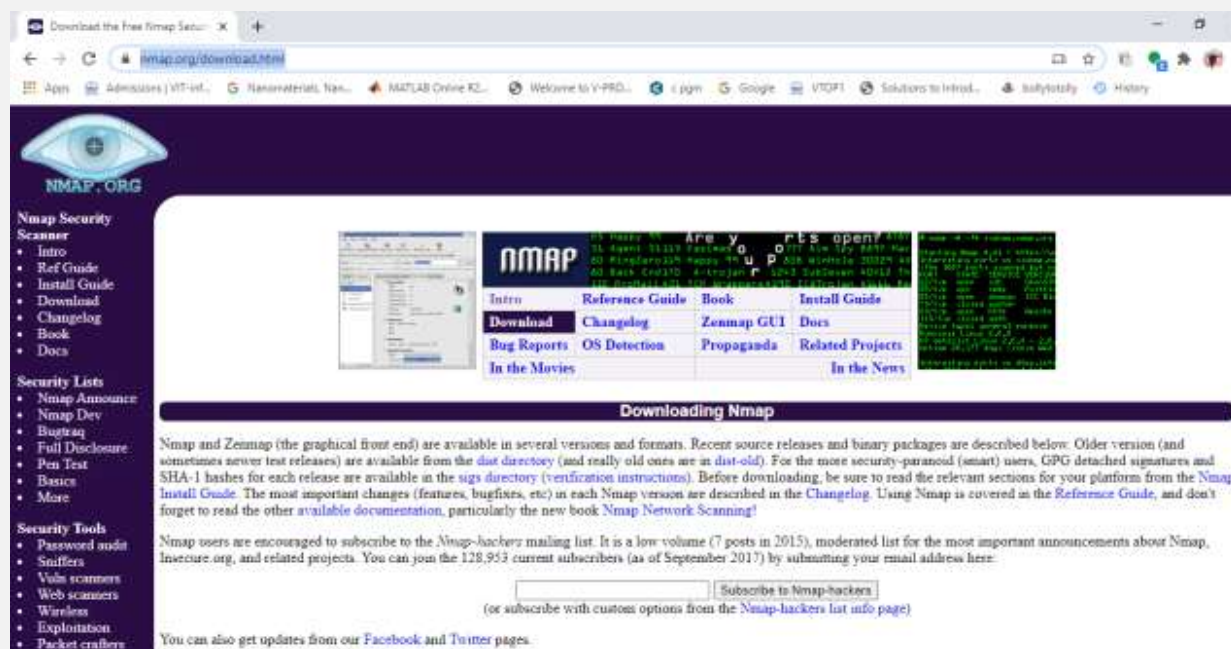 Download the Free Nmap Secur
nmap.org/download.html
Apps
Admissions | VIT-inf...
Nanomaterials, Nan...
MATLAB Online R2...
Welcome to V-PRO...
c pgm
Google
VTOP1
Solutions to Introd...
bollytotally
History
NMAP.ORG
Nmap Security
Scanner
• Intro
• Ref Guide
• Install Guide
• Download
• Changelog
• Book
• Docs
Security Lists
• Nmap Announce
• Nmap Dev
• Bugtraq
• Full Disclosure
• Pen Test
• Basics
• More
Security Tools
• Password audit
• Sniffers
• Vuln scanners
• Web scanners
• Wireless
• Exploitation
• Packet crafters
NMAP
Intro Reference Guide Book Install Guide
Download Changelog Zenmap GUI Docs
Bug Reports OS Detection Propaganda Related Projects
In the Movies In the News
Downloading Nmap
Nmap and Zenmap (the graphical front end) are available in several versions and formats. Recent source releases and binary packages are described below. Older version (and
sometimes newer test releases) are available from the dist directory (and really old ones are in dist-old). For the more security-paranoid (smart) users, GPG detached signatures and
SHA-1 hashes for each release are available in the sigs directory (verification instructions). Before downloading, be sure to read the relevant sections for your platform from the Nmap
Install Guide. The most important changes (features, bugfixes, etc) in each Nmap version are described in the Changelog. Using Nmap is covered in the Reference Guide, and don't
forget to read the other available documentation, particularly the new book Nmap Network Scanning!
Nmap users are encouraged to subscribe to the Nmap-hackers mailing list. It is a low volume (7 posts in 2015), moderated list for the most important announcements about Nmap,
Insecure.org, and related projects. You can join the 128,953 current subscribers (as of September 2017) by submitting your email address here:
Subscribe to Nmap-hackers
(or subscribe with custom options from the Nmap-hackers list info page)
You can also get updates from our Facebook and Twitter pages.